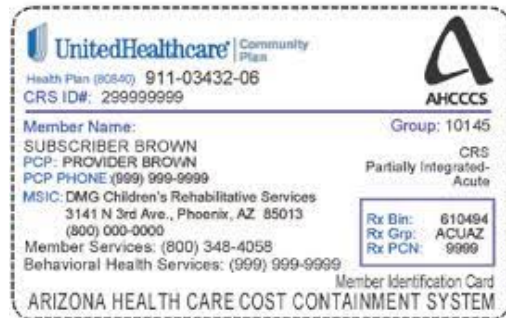 UnitedHealthcare® Community Plan
Health Plan (80840) 911-03432-06
CRS ID#: 299999999
AHCCCS
Member Name:
Group: 10145
SUBSCRIBER BROWN
PCP: PROVIDER BROWN
PCP PHONE:(999) 999-9999
CRS
Partially Integrated-
Acute
MSIC: DMG Children's Rehabilitative Services
3141 N 3rd Ave., Phoenix, AZ 85013
(800) 000-0000
Member Services: (800) 348-4058
Behavioral Health Services: (999) 999-9999
Rx Bin: 610494
Rx Grp: ACUAZ
Rx PCN: 9999
Member Identification Card
ARIZONA HEALTH CARE COST CONTAINMENT SYSTEM